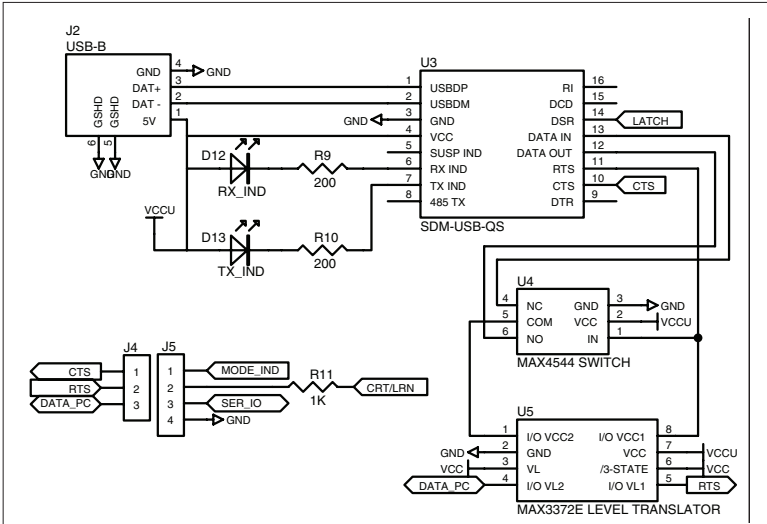 J2
USB-B
GND 4 GND
DAT+ 3
DAT - 2
5V 1
GSHD GSHD
6 5
GND GND
U3
1 USBDP RI 16
2 USBDM DCD 15
GND 3 GND DSR 14 LATCH
4 VCC DATA IN 13
5 SUSP IND DATA OUT 12
6 RX IND RTS 11
7 TX IND CTS 10 CTS
8 485 TX DTR 9
SDM-USB-QS
D12 R9
RX_IND 200
VCCU
D13 R10
TX_IND 200
U4
4 NC GND 3 GND
5 COM VCC 2 VCCU
6 NO IN 1
MAX4544 SWITCH
J4 J5
CTS 1 1 MODE_IND
RTS 2 2 R11 CRT/LRN
1K
DATA_PC 3 3 SER_IO
4 GND
U5
1 I/O VCC2 I/O VCC1 8
GND 2 GND VCC 7 VCCU
VCC 3 VL /3-STATE 6 VCC
DATA_PC 4 I/O VL2 I/O VL1 5 RTS
MAX3372E LEVEL TRANSLATOR